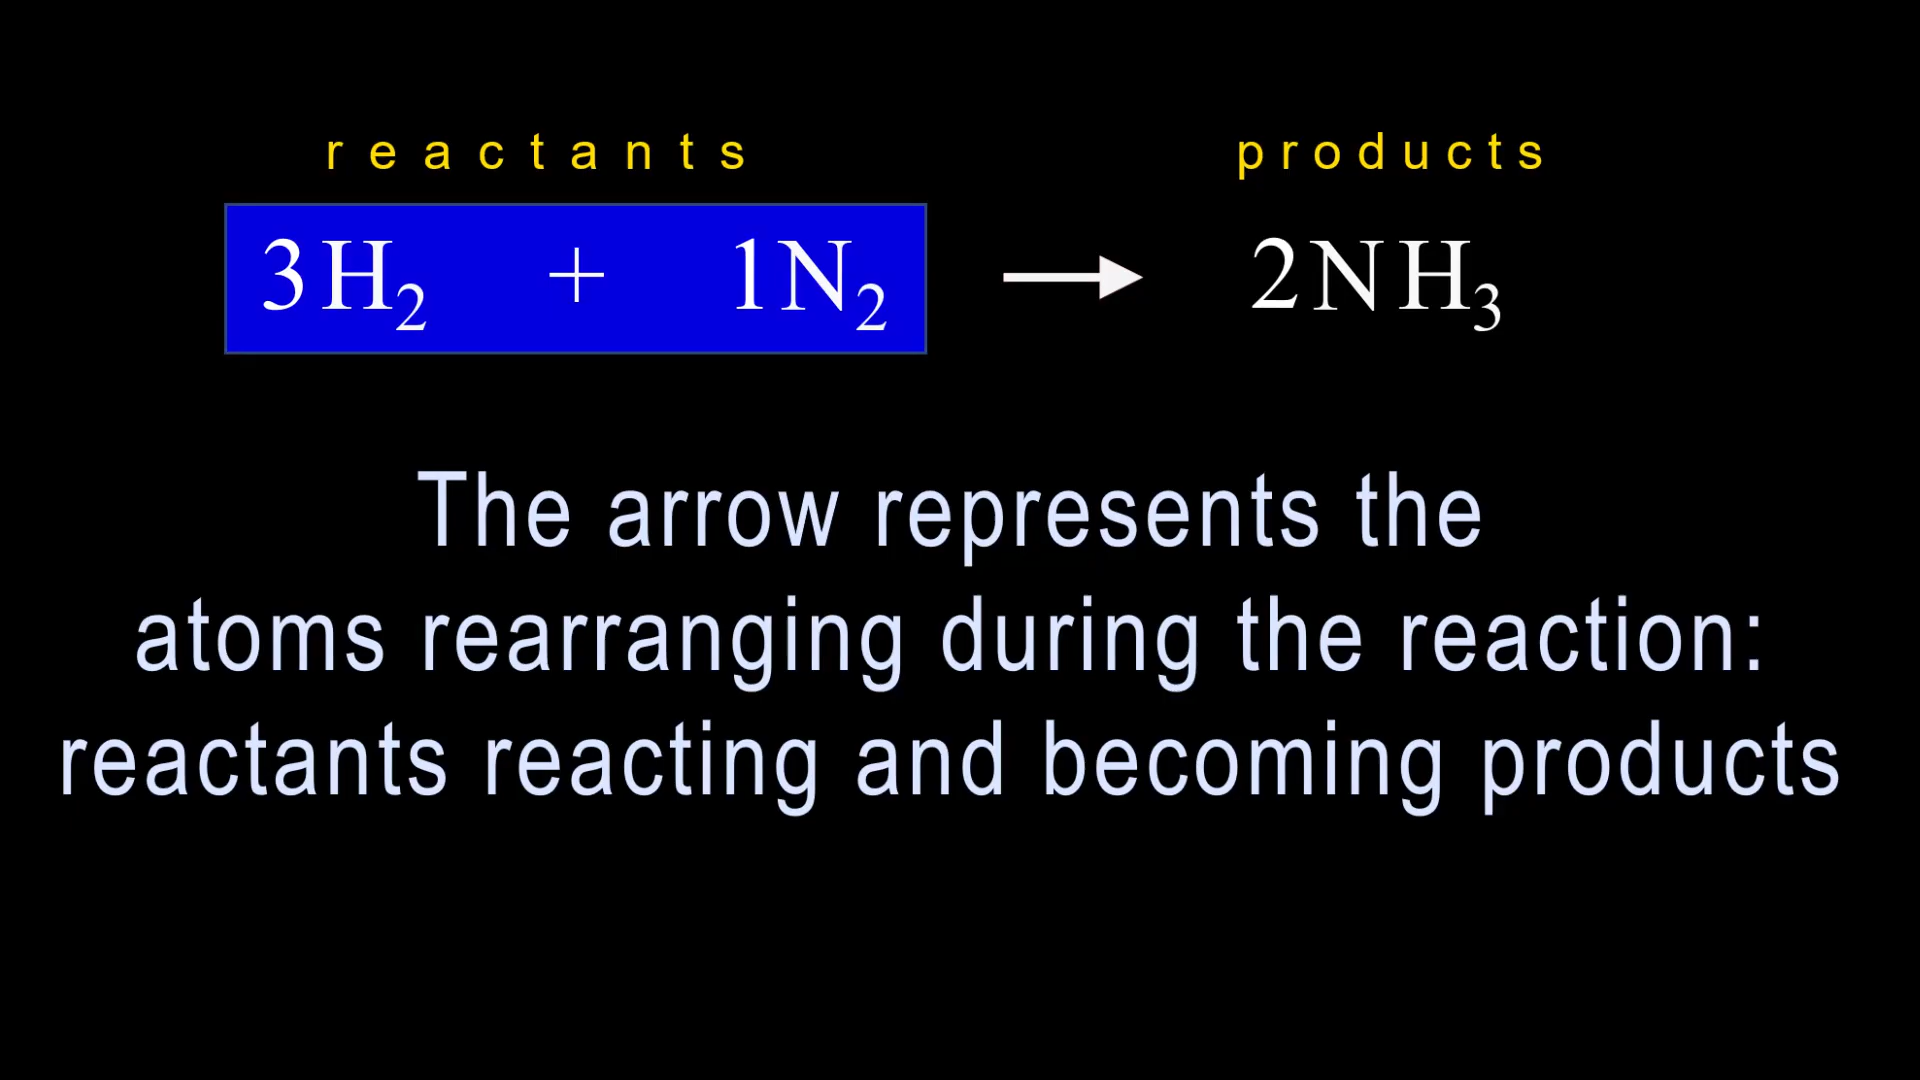 reactants products
3H₂ + 1N₂ → 2NH₃
The arrow represents the
atoms rearranging during the reaction:
reactants reacting and becoming products